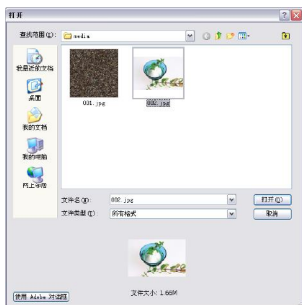 打开
查找范围(I):
media
我最近的文档
桌面
我的文档
我的电脑
网上邻居
001.jpg
002.jpg
文件名(N):
002.jpg
打开(O)
文件类型(T):
所有格式
取消
文件大小: 1.66M
使用 Adobe 对话框